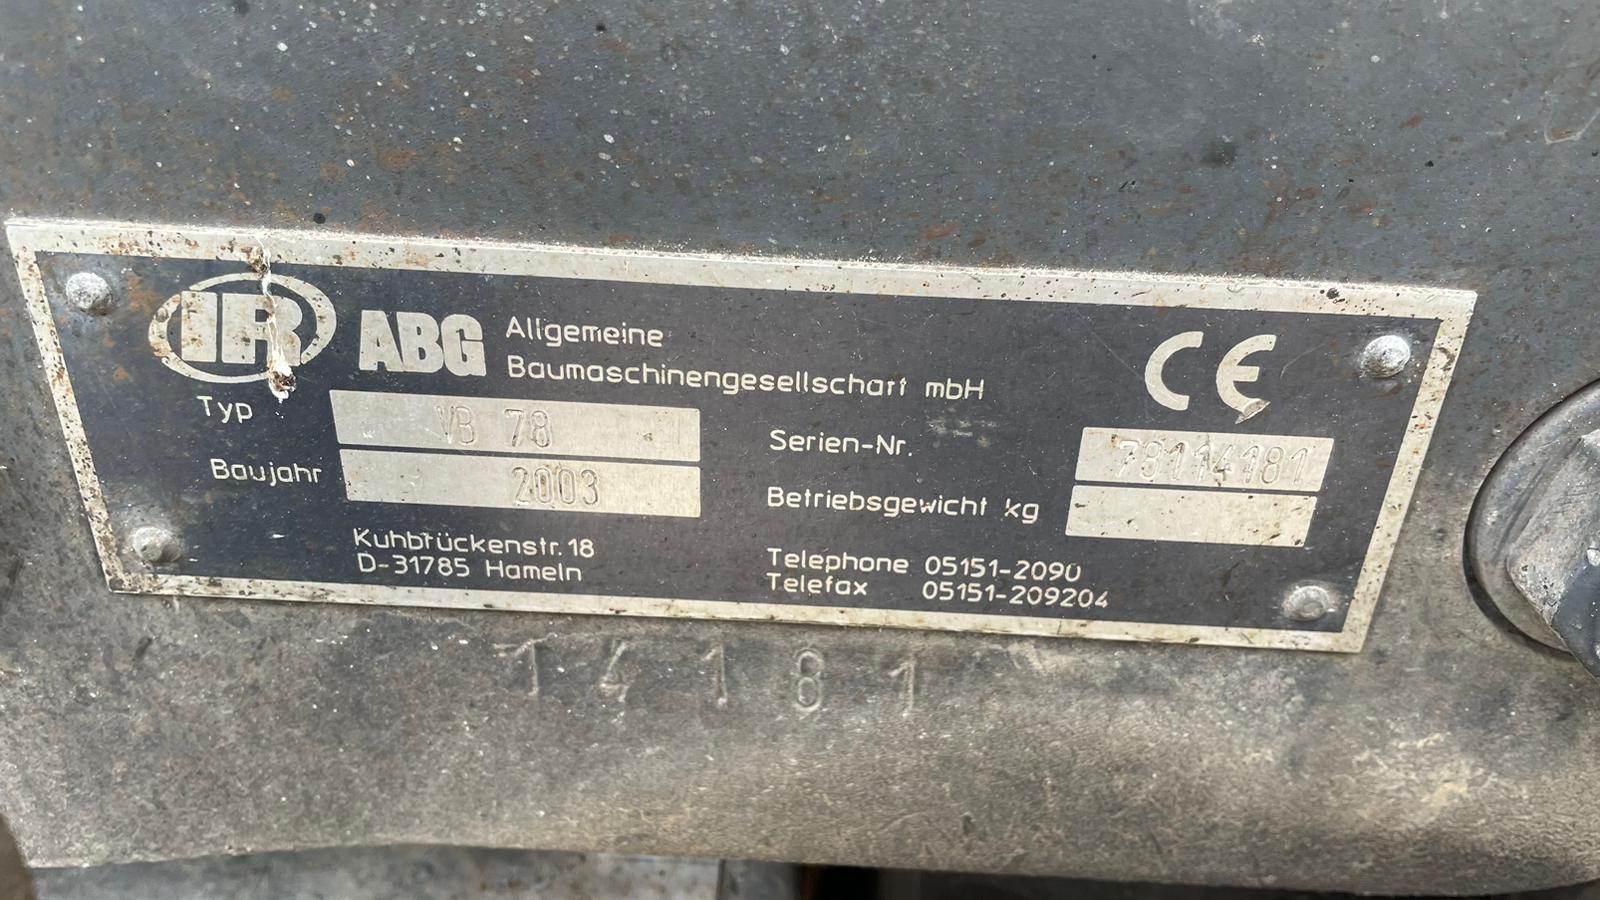 IR ABG Allgemeine
Baumaschinengesellschaft mbH
CE
Typ VB 78
Serien-Nr. 78114181
Baujahr 2003
Betriebsgewicht kg
Kuhbrückenstr. 18
D-31785 Hameln
Telephone 05151-2090
Telefax 05151-209204
14181